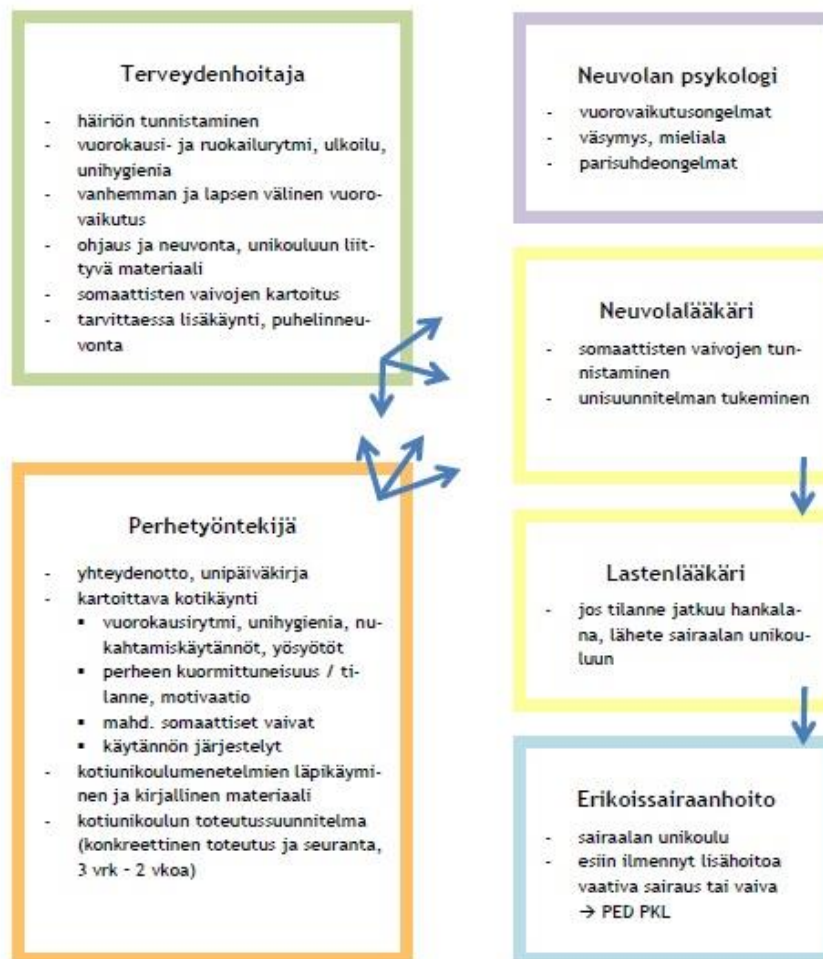 Terveydenhoitaja
- häiriön tunnistaminen
- vuorokausi- ja ruokailurytmi, ulkoilu,
unihygienia
- vanhemman ja lapsen välinen vuoro-
vaikutus
- ohjaus ja neuvonta, unikouluun liit-
tyvä materiaali
- somaattisten vaivojen kartoitus
- tarvittaessa lisäkäynti, puhelinneu-
vonta
Perhetyöntekijä
- yhteydenotto, unipäiväkirja
- kartoittava kotikäynti
▪ vuorokausirytmi, unihygienia, nu-
kahtamiskäytännöt, yösyötöt
▪ perheen kuormittuneisuus / ti-
lanne, motivaatio
▪ mahd. somaattiset vaivat
▪ käytännön järjestelyt
- kotiunikoulumenetelmien läpikäymi-
nen ja kirjallinen materiaali
- kotiunikoulun toteutussuunnitelma
(konkreettinen toteutus ja seuranta,
3 vrk - 2 vkoa)
Neuvolan psykologi
- vuorovaikutusongelmat
- väsymys, mieliala
- parisuhdeongelmat
Neuvolalääkäri
- somaattisten vaivojen tun-
nistaminen
- unisuunnitelman tukeminen
Lastenlääkäri
- jos tilanne jatkuu hankala-
na, lähete sairaalan unikou-
luun
Erikoissairaanhoito
- sairaalan unikoulu
- esiin ilmennyt lisähoitoa
vaativa sairaus tai vaiva
→ PED PKL